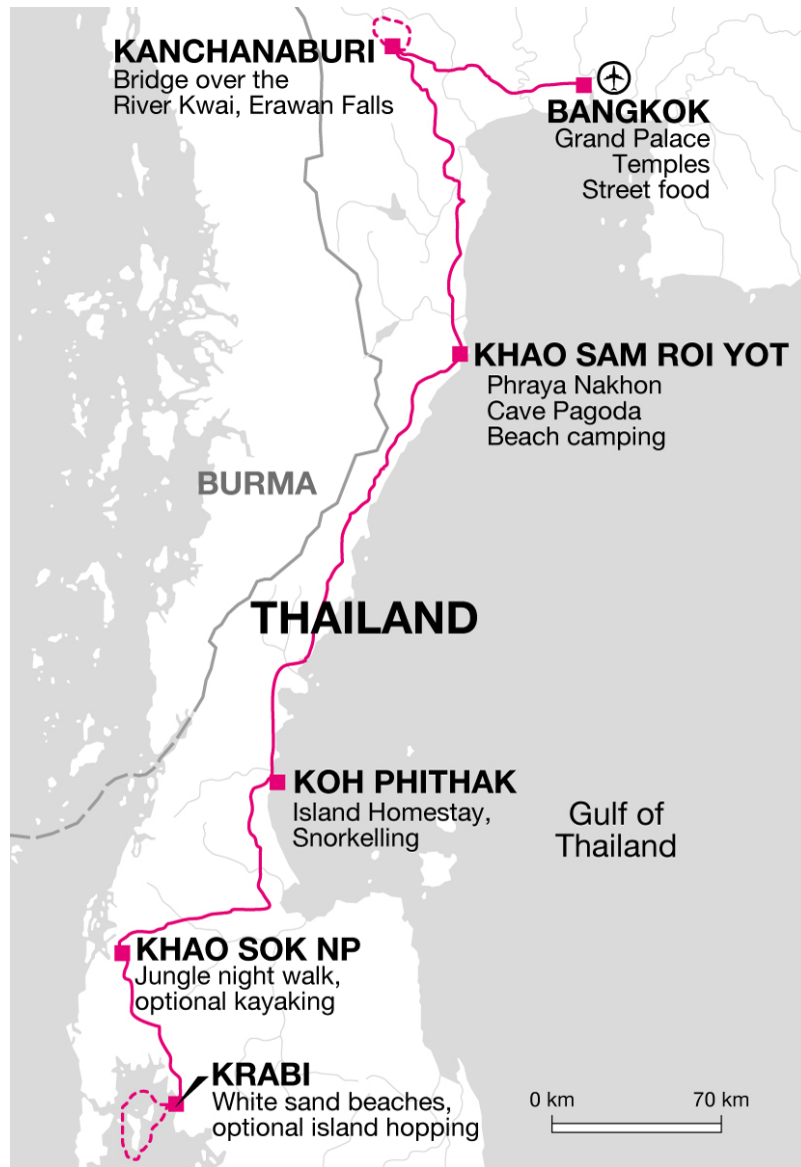 KANCHANABURI
Bridge over the
River Kwai, Erawan Falls
BANGKOK
Grand Palace
Temples
Street food
KHAO SAM ROI YOT
Phraya Nakhon
Cave Pagoda
Beach camping
BURMA
THAILAND
KOH PHITHAK
Island Homestay,
Snorkelling
Gulf of
Thailand
KHAO SOK NP
Jungle night walk,
optional kayaking
KRABI
White sand beaches,
optional island hopping
0 km 70 km